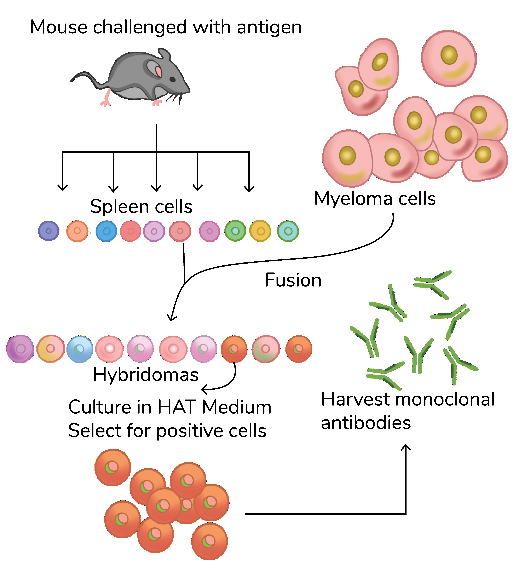 Mouse challenged with antigen
Spleen cells
Myeloma cells
Fusion
Hybridomas
Culture in HAT Medium
Select for positive cells
Harvest monoclonal
antibodies